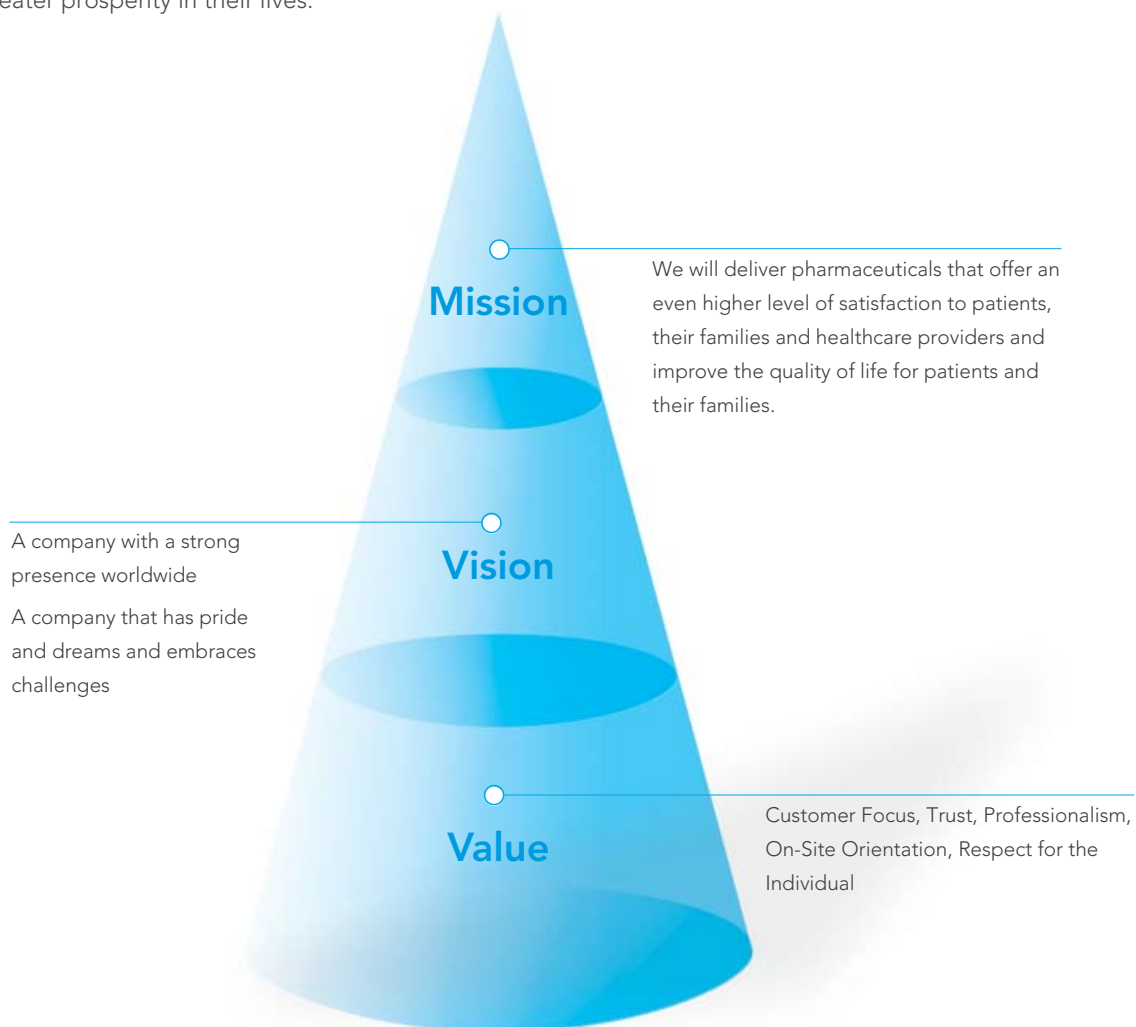 eater prosperity in their lives.
Mission
We will deliver pharmaceuticals that offer an
even higher level of satisfaction to patients,
their families and healthcare providers and
improve the quality of life for patients and
their families.
Vision
A company with a strong
presence worldwide
A company that has pride
and dreams and embraces
challenges
Value
Customer Focus, Trust, Professionalism,
On-Site Orientation, Respect for the
Individual